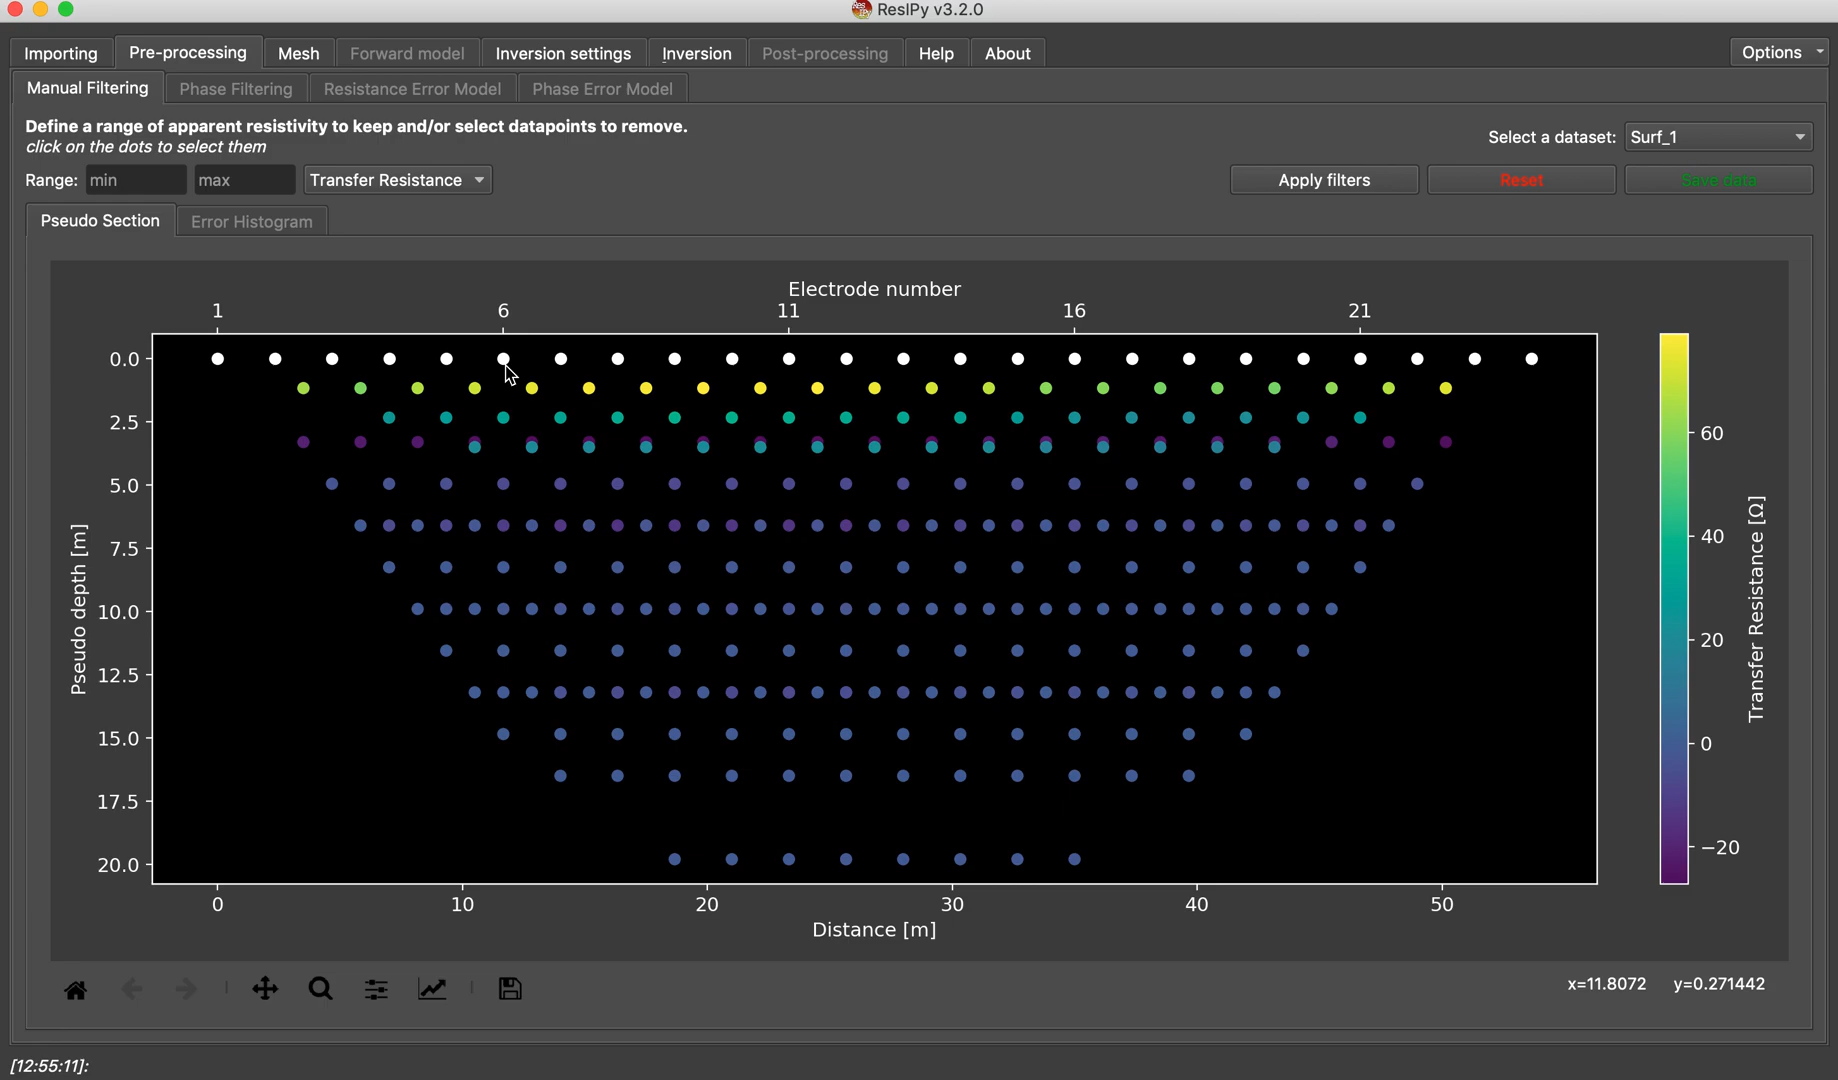 ResIPy v3.2.0
Importing Pre-processing Mesh Forward model Inversion settings Inversion Post-processing Help About Options
Manual Filtering Phase Filtering Resistance Error Model Phase Error Model
Define a range of apparent resistivity to keep and/or select datapoints to remove.
click on the dots to select them
Select a dataset: Surf_1
Range: min max Transfer Resistance Apply filters Reset Save data
Pseudo Section Error Histogram
Electrode number
1 6 11 16 21
0.0
2.5
5.0
7.5
10.0
12.5
15.0
17.5
20.0
Pseudo depth [m]
0 10 20 30 40 50
Distance [m]
60
40
20
0
−20
Transfer Resistance [Ω]
x=11.8072 y=0.271442
[12:55:11]: